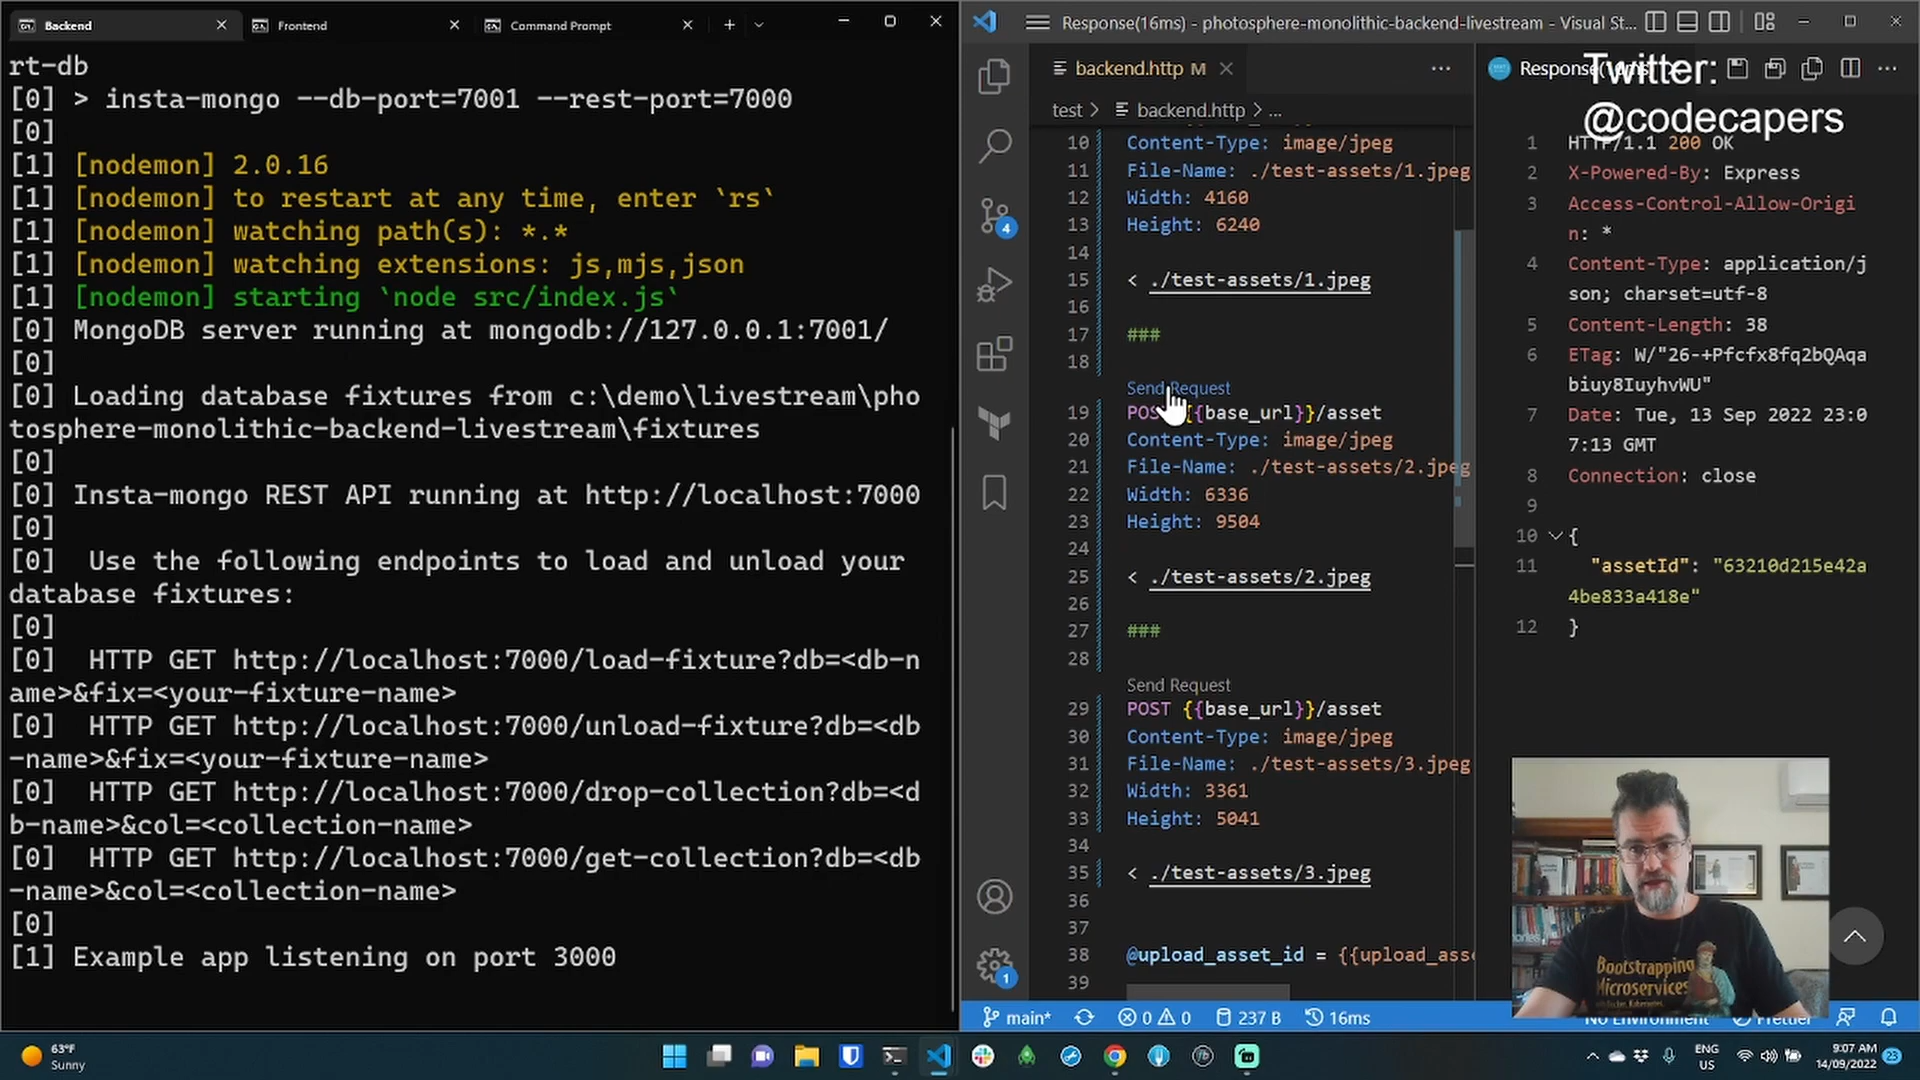 Backend
Frontend
Command Prompt
rt-db
[0] > insta-mongo --db-port=7001 --rest-port=7000
[0]
[1] [nodemon] 2.0.16
[1] [nodemon] to restart at any time, enter `rs`
[1] [nodemon] watching path(s): *.*
[1] [nodemon] watching extensions: js,mjs,json
[1] [nodemon] starting `node src/index.js`
[0] MongoDB server running at mongodb://127.0.0.1:7001/
[0]
[0] Loading database fixtures from c:\demo\livestream\pho
tosphere-monolithic-backend-livestream\fixtures
[0]
[0] Insta-mongo REST API running at http://localhost:7000
[0]
[0]  Use the following endpoints to load and unload your
database fixtures:
[0]
[0]  HTTP GET http://localhost:7000/load-fixture?db=<db-n
ame>&fix=<your-fixture-name>
[0]  HTTP GET http://localhost:7000/unload-fixture?db=<db
-name>&fix=<your-fixture-name>
[0]  HTTP GET http://localhost:7000/drop-collection?db=<d
b-name>&col=<collection-name>
[0]  HTTP GET http://localhost:7000/get-collection?db=<db
-name>&col=<collection-name>
[0]
[1] Example app listening on port 3000
Response(16ms) - photosphere-monolithic-backend-livestream - Visual St...
backend.http M
test > backend.http > ...
10 Content-Type: image/jpeg
11 File-Name: ./test-assets/1.jpeg
12 Width: 4160
13 Height: 6240
14
15 < ./test-assets/1.jpeg
16
17 ###
18
Send Request
19 POST {{base_url}}/asset
20 Content-Type: image/jpeg
21 File-Name: ./test-assets/2.jpeg
22 Width: 6336
23 Height: 9504
24
25 < ./test-assets/2.jpeg
26
27 ###
28
Send Request
29 POST {{base_url}}/asset
30 Content-Type: image/jpeg
31 File-Name: ./test-assets/3.jpeg
32 Width: 3361
33 Height: 5041
34
35 < ./test-assets/3.jpeg
36
37
38 @upload_asset_id = {{upload_asse
39
4
1
Twitter:
@codecapers
1 HTTP/1.1 200 OK
2 X-Powered-By: Express
3 Access-Control-Allow-Origi
n: *
4 Content-Type: application/j
son; charset=utf-8
5 Content-Length: 38
6 ETag: W/"26-+Pfcfx8fq2bQAqa
biuy8IuyhvWU"
7 Date: Tue, 13 Sep 2022 23:0
7:13 GMT
8 Connection: close
9
10 {
11 "assetId": "63210d215e42a
4be833a418e"
12 }
Bootstrapping
Microservices
main*
0
0
237 B
16ms
No Environment
Prettier
63°F
Sunny
ENG
US
9:07 AM
14/09/2022
23